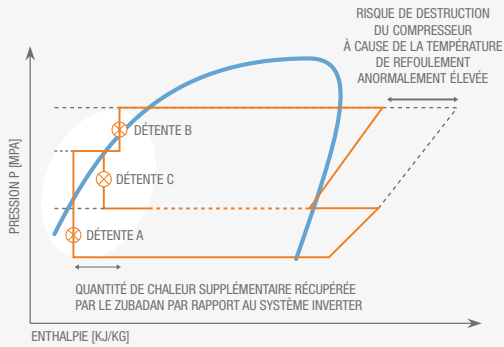 RISQUE DE DESTRUCTION
DU COMPRESSEUR
À CAUSE DE LA TEMPÉRATURE
DE REFOULEMENT
ANORMALEMENT ÉLEVÉE
PRESSION P [MPA]
DÉTENTE B
DÉTENTE C
DÉTENTE A
QUANTITÉ DE CHALEUR SUPPLÉMENTAIRE RÉCUPÉRÉE
PAR LE ZUBADAN PAR RAPPORT AU SYSTÈME INVERTER
ENTHALPIE [KJ/KG]